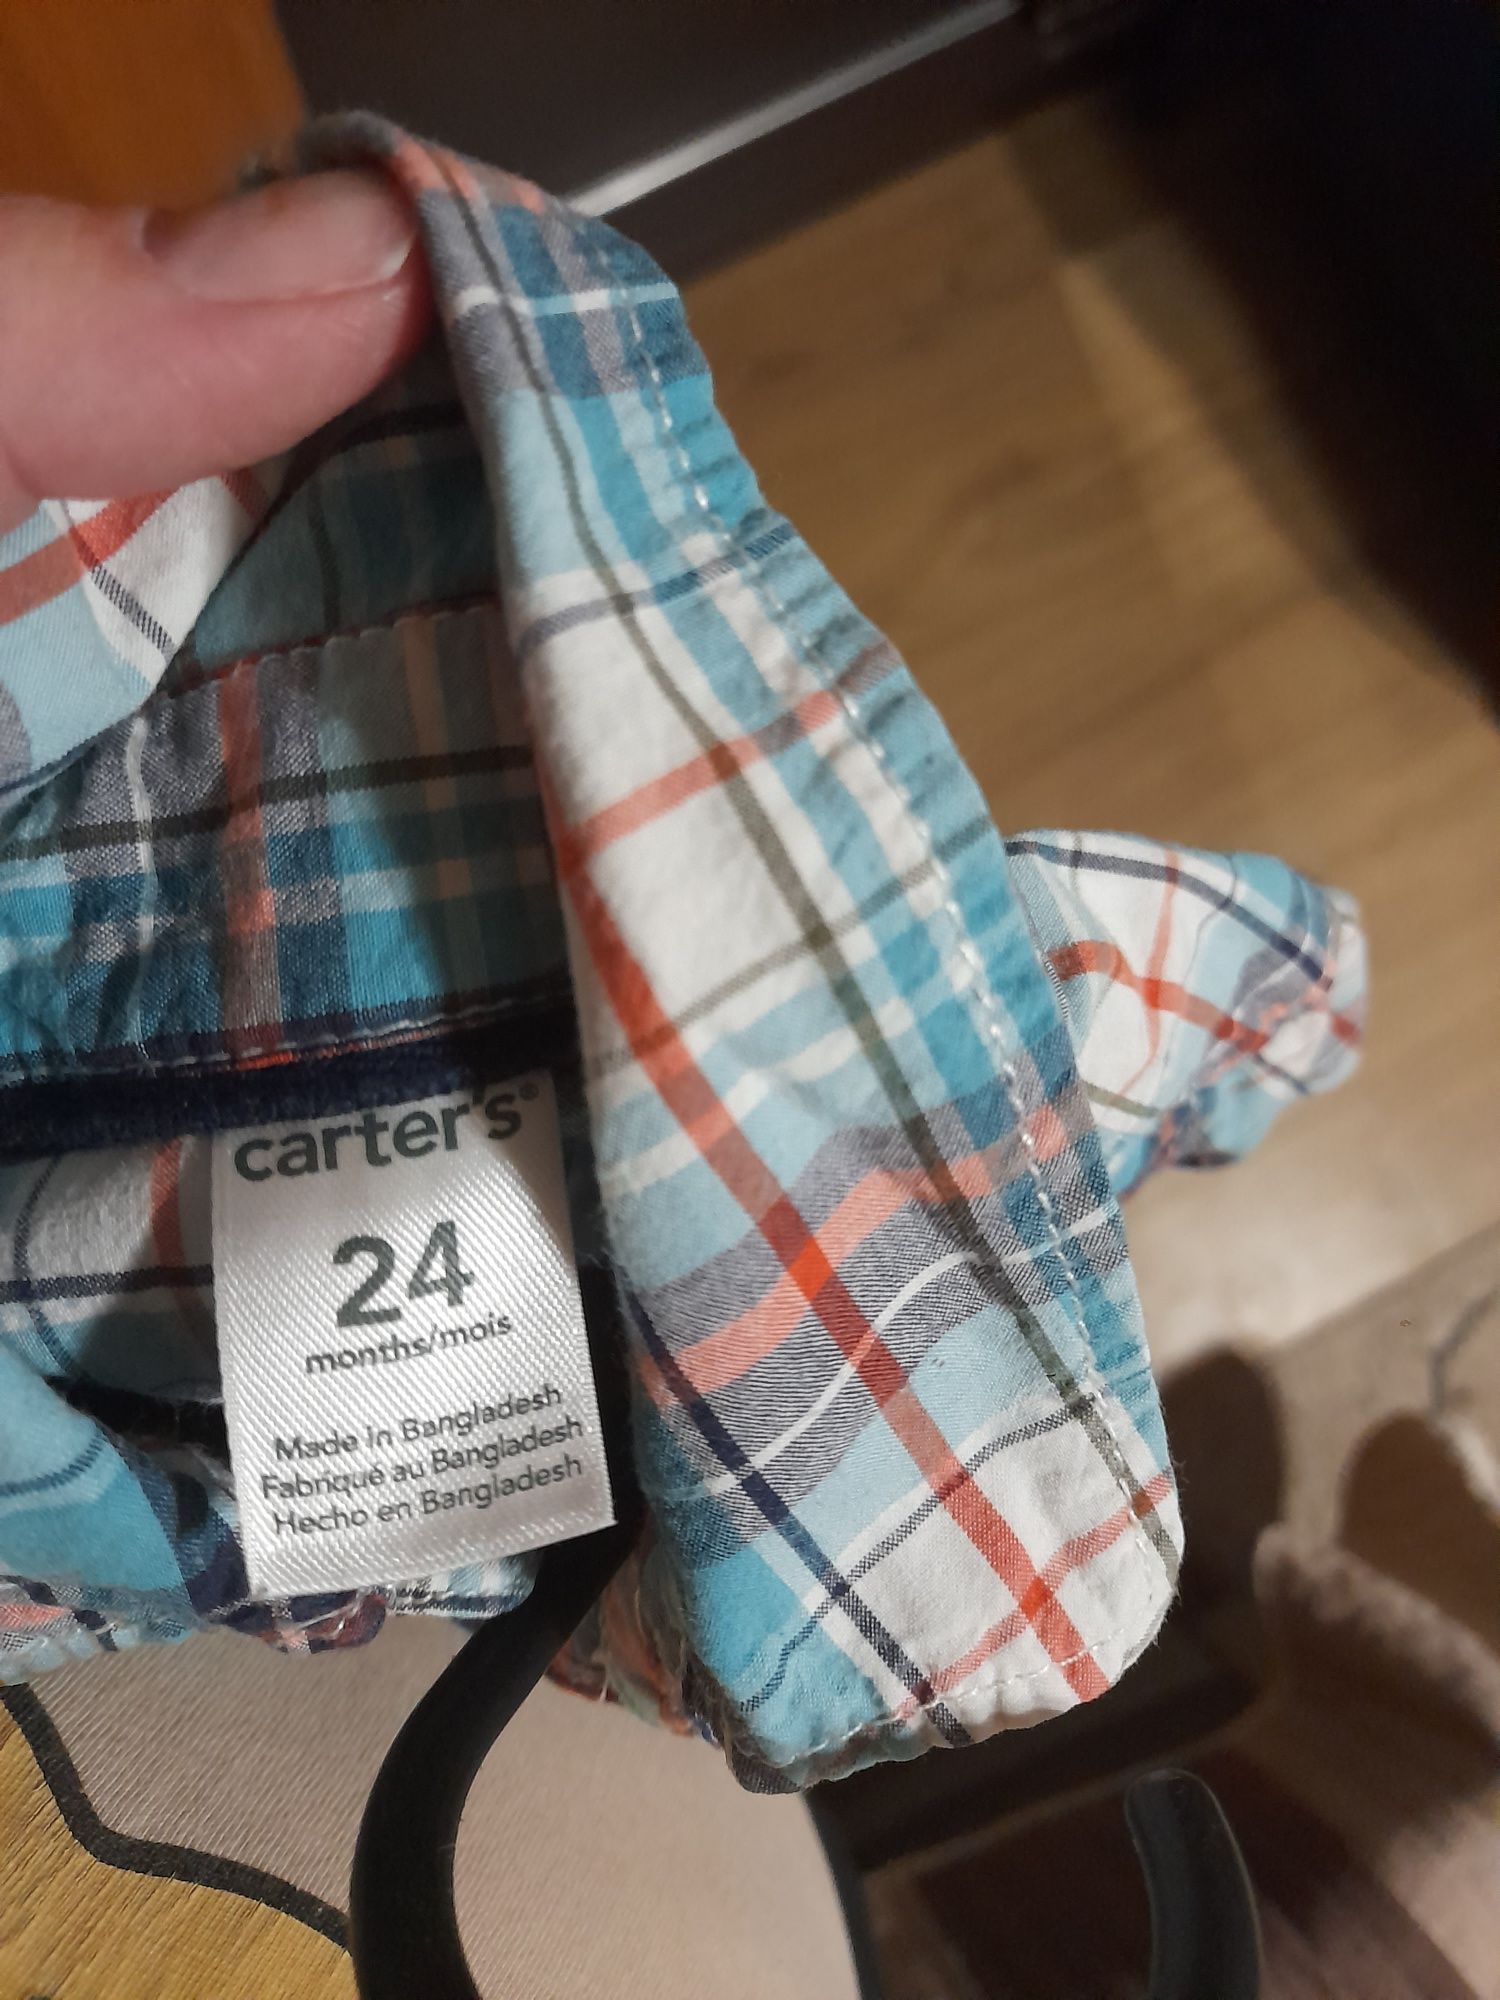 carter's®
24
months/mois
Made in Bangladesh
Fabriqué au Bangladesh
Hecho en Bangladesh